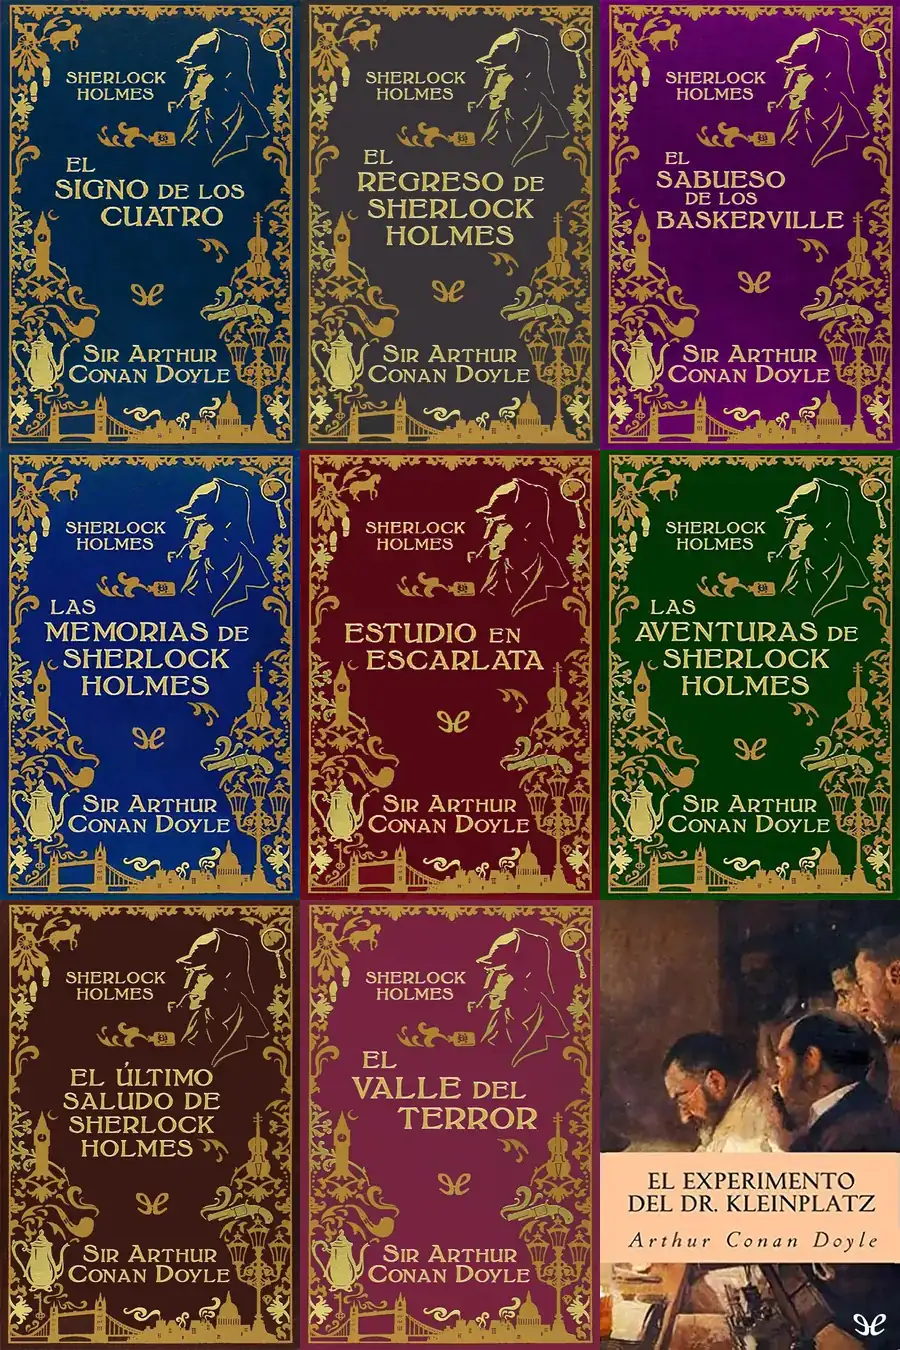 SHERLOCK
HOLMES
EL
SIGNO DE LOS
CUATRO
SIR ARTHUR
CONAN DOYLE
SHERLOCK
HOLMES
EL
REGRESO DE
SHERLOCK
HOLMES
SIR ARTHUR
CONAN DOYLE
SHERLOCK
HOLMES
EL
SABUESO
DE LOS
BASKERVILLE
SIR ARTHUR
CONAN DOYLE
SHERLOCK
HOLMES
LAS
MEMORIAS DE
SHERLOCK
HOLMES
SIR ARTHUR
CONAN DOYLE
SHERLOCK
HOLMES
ESTUDIO EN
ESCARLATA
SIR ARTHUR
CONAN DOYLE
SHERLOCK
HOLMES
LAS
AVENTURAS DE
SHERLOCK
HOLMES
SIR ARTHUR
CONAN DOYLE
SHERLOCK
HOLMES
EL ÚLTIMO
SALUDO DE
SHERLOCK
HOLMES
SIR ARTHUR
CONAN DOYLE
SHERLOCK
HOLMES
EL
VALLE DEL
TERROR
SIR ARTHUR
CONAN DOYLE
EL EXPERIMENTO
DEL DR. KLEINPLATZ
Arthur Conan Doyle